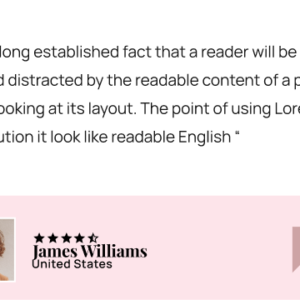 long established fact that a reader will be
d distracted by the readable content of a p
ooking at its layout. The point of using Lor
ution it look like readable English “
James Williams
United States